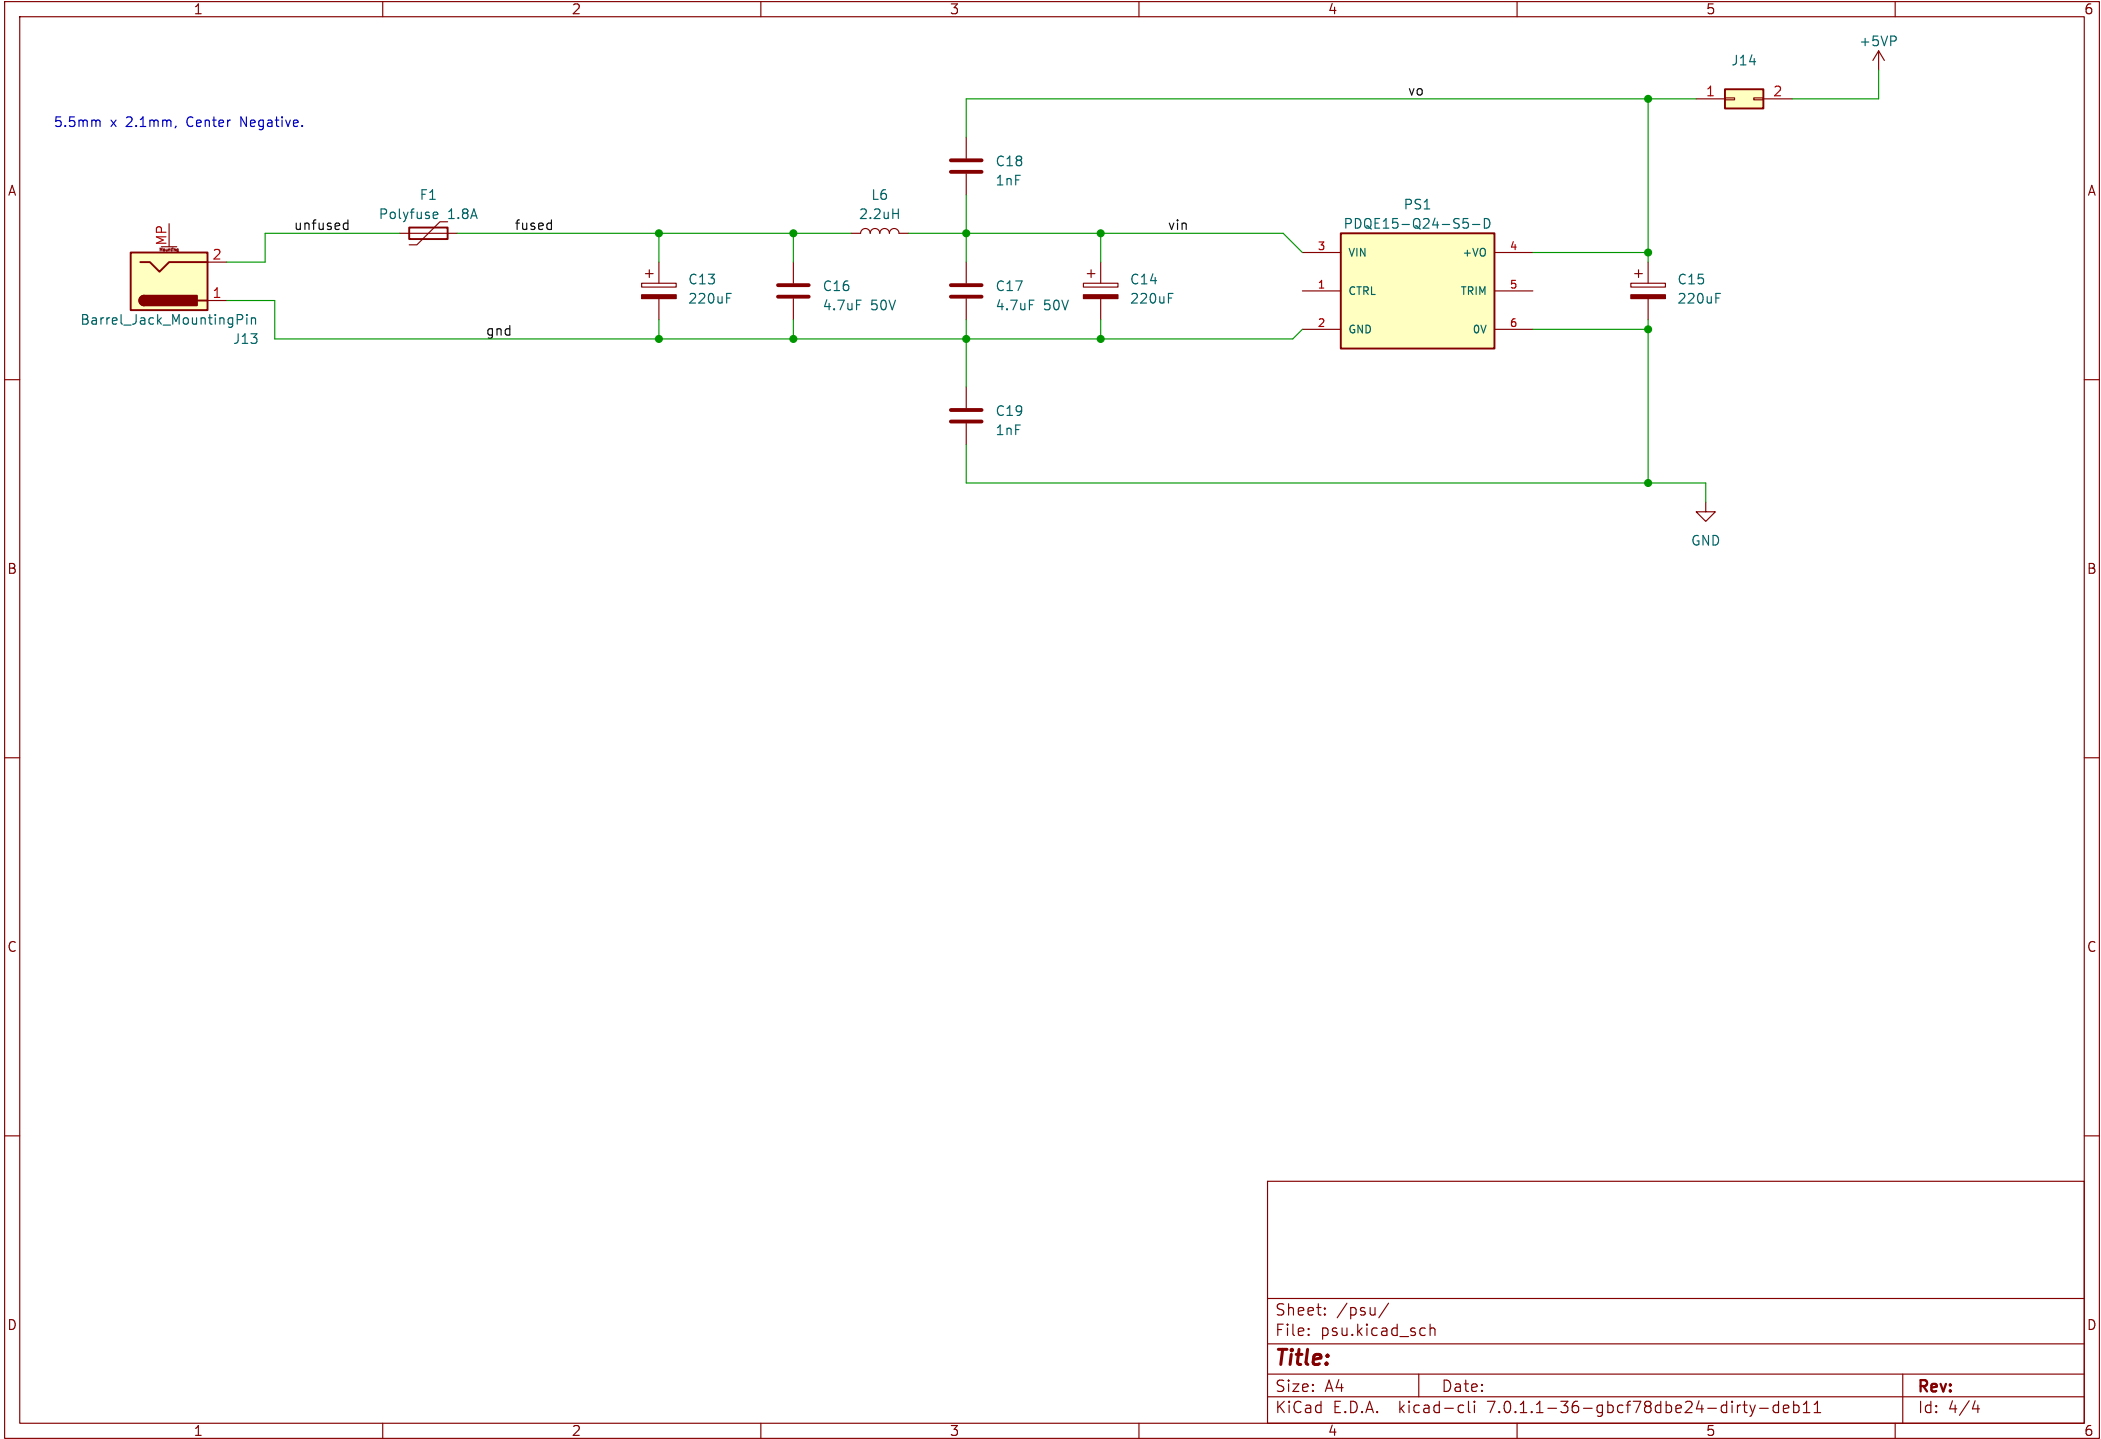 1 2 3 4 5 6
+5VP
J14
vo
1 2
5.5mm x 2.1mm, Center Negative.
C18
1nF
A A
F1
Polyfuse 1.8A
L6
2.2uH
PS1
PDQE15-Q24-S5-D
unfused
fused
vin
MP
2
3 VIN +VO 4
+ C13
220uF
C16
4.7uF 50V
C17
4.7uF 50V
+ C14
220uF
+ C15
220uF
1 CTRL TRIM 5
1
Barrel_Jack_MountingPin
J13
gnd
2 GND 0V 6
C19
1nF
GND
B B
C C
Sheet: /psu/
File: psu.kicad_sch
D D
Title:
Size: A4 Date: Rev:
KiCad E.D.A. kicad-cli 7.0.1.1-36-gbcf78dbe24-dirty-deb11 Id: 4/4
1 2 3 4 5 6